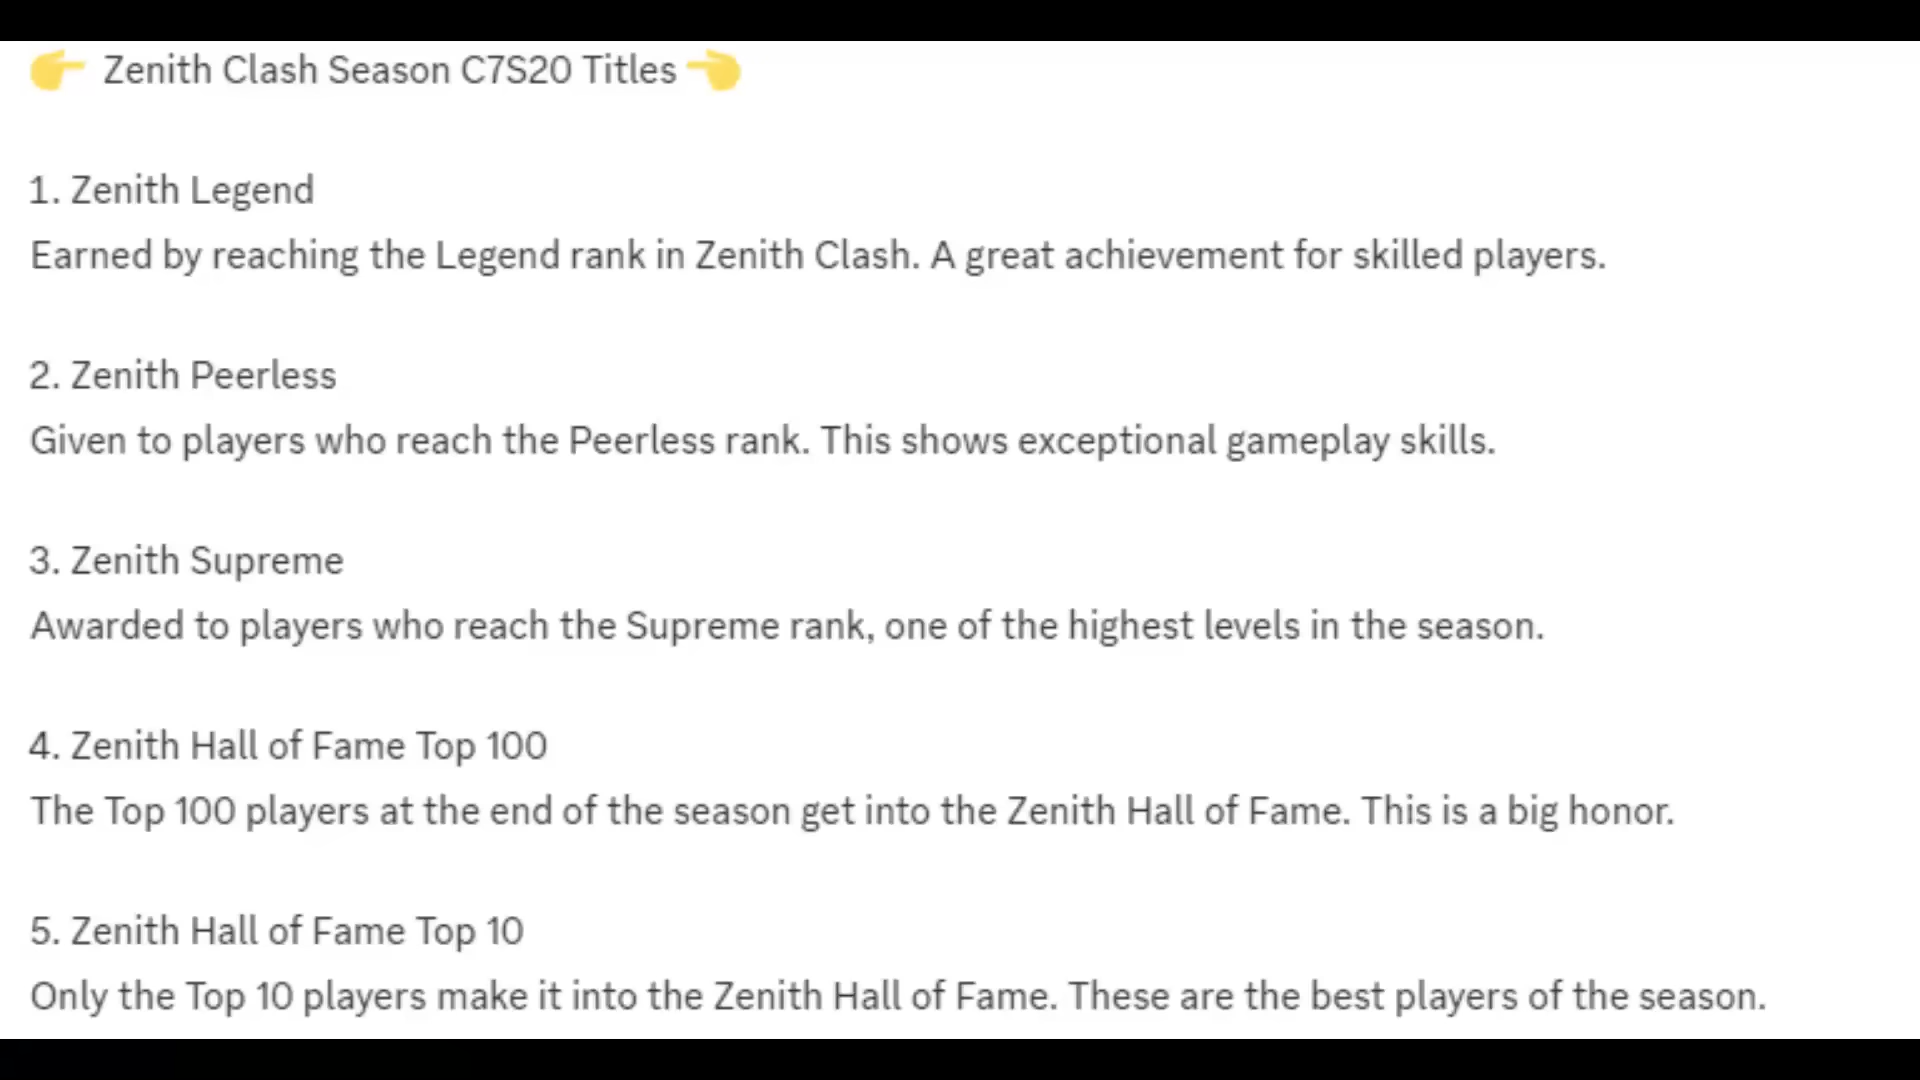 👉 Zenith Clash Season C7S20 Titles 👈
1. Zenith Legend
Earned by reaching the Legend rank in Zenith Clash. A great achievement for skilled players.
2. Zenith Peerless
Given to players who reach the Peerless rank. This shows exceptional gameplay skills.
3. Zenith Supreme
Awarded to players who reach the Supreme rank, one of the highest levels in the season.
4. Zenith Hall of Fame Top 100
The Top 100 players at the end of the season get into the Zenith Hall of Fame. This is a big honor.
5. Zenith Hall of Fame Top 10
Only the Top 10 players make it into the Zenith Hall of Fame. These are the best players of the season.